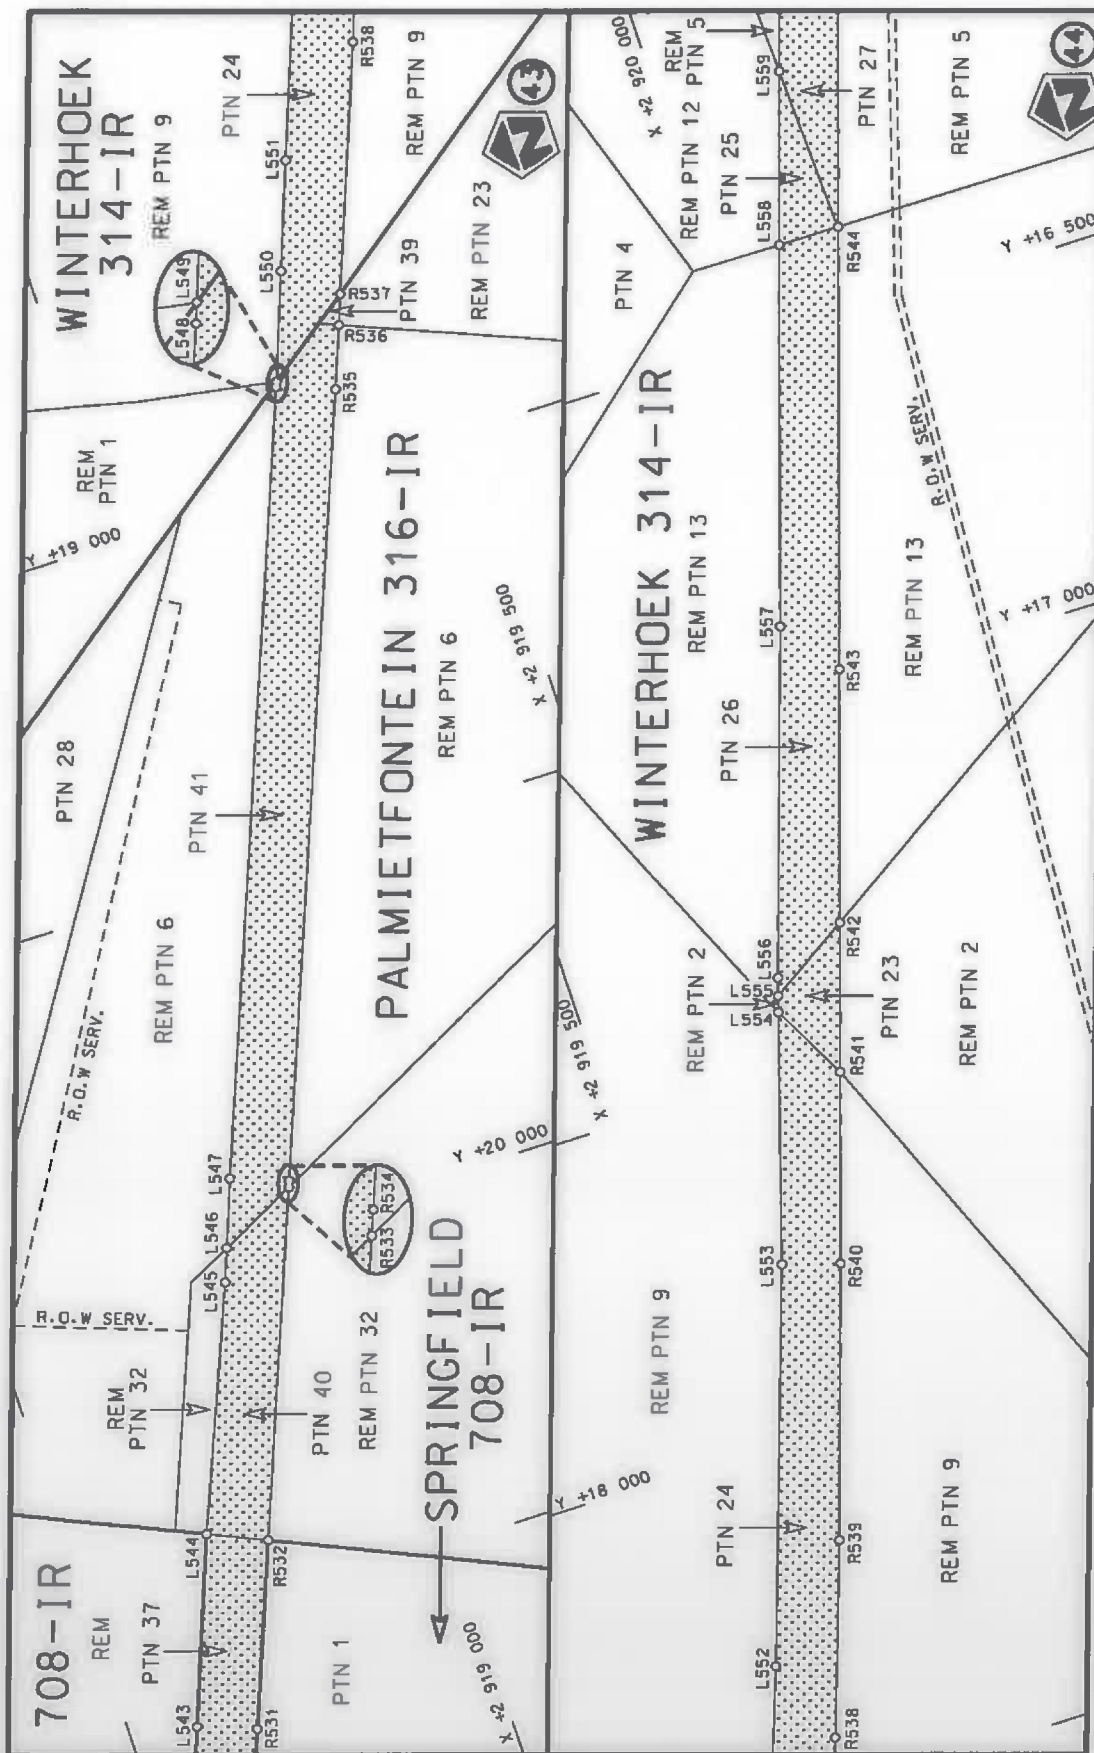 WINTERHOEK
314-IR
REM PTN 9
PTN 24
L551
L550
L549
L548
R538
REM PTN 9
43
N
REM PTN 23
PTN 39
R537
R536
R535
REM
PTN 1
Y +19 000
PTN 28
PTN 41
REM PTN 6
R.O.W SERV.
PALMIETFONTEIN 316-IR
REM PTN 6
X +2 919 500
L547
L546
L545
R534
R533
Y +20 000
R.O.W SERV.
REM
PTN 32
PTN 40
REM PTN 32
SPRINGFIELD
708-IR
L544
R532
708-IR
REM
PTN 37
PTN 1
L543
R531
X +2 919 000
X +2 920 000
REM
PTN 5
REM PTN 12
L559
PTN 25
L558
PTN 27
REM PTN 5
44
N
R544
Y +16 500
PTN 4
WINTERHOEK 314-IR
REM PTN 13
L557
PTN 26
R543
R.O.W SERV.
REM PTN 13
Y +17 000
REM PTN 2
L556
L555
L554
R542
PTN 23
R541
REM PTN 2
X +2 919 500
L553
R540
REM PTN 9
Y +18 000
PTN 24
R539
REM PTN 9
L552
R538